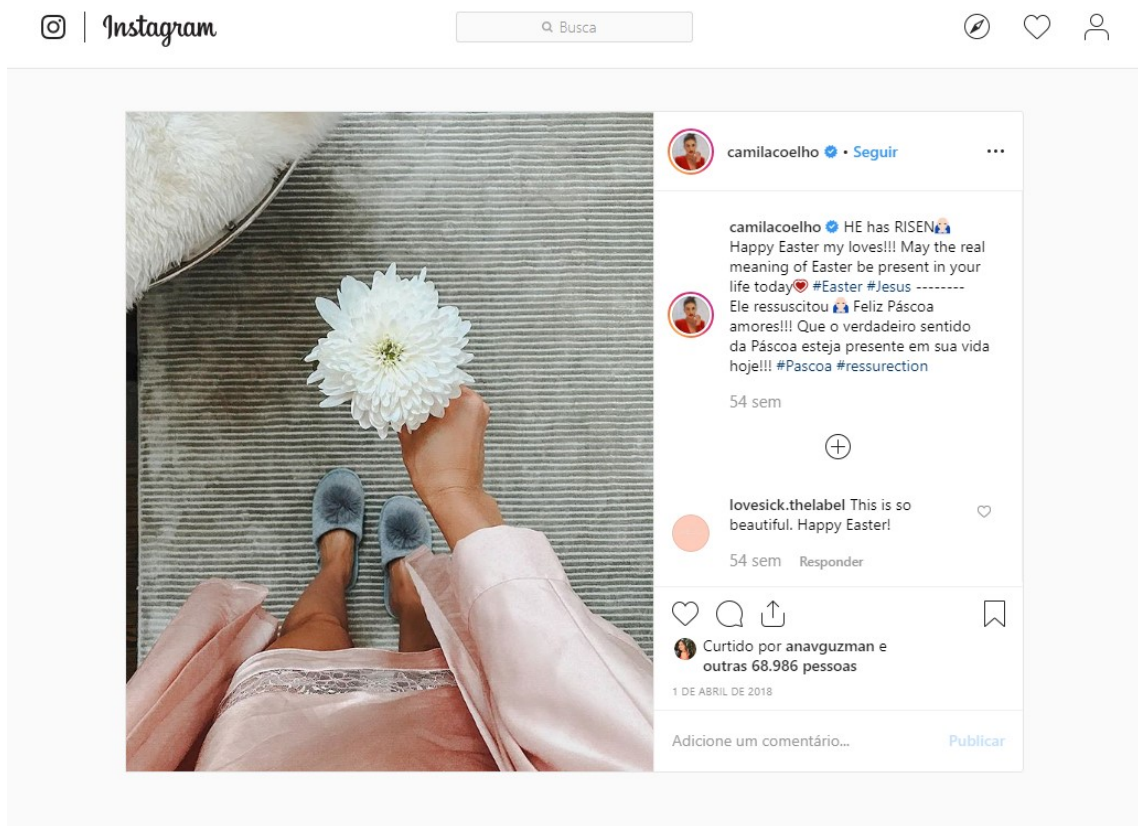 Instagram
Busca
camilacoelho • Seguir
camilacoelho HE has RISEN
Happy Easter my loves!!! May the real
meaning of Easter be present in your
life today #Easter #Jesus --------
Ele ressuscitou Feliz Páscoa
amores!!! Que o verdadeiro sentido
da Páscoa esteja presente em sua vida
hoje!!! #Pascoa #ressurection
54 sem
lovesick.thelabel This is so
beautiful. Happy Easter!
54 sem Responder
Curtido por anavguzman e
outras 68.986 pessoas
1 DE ABRIL DE 2018
Adicione um comentário... Publicar